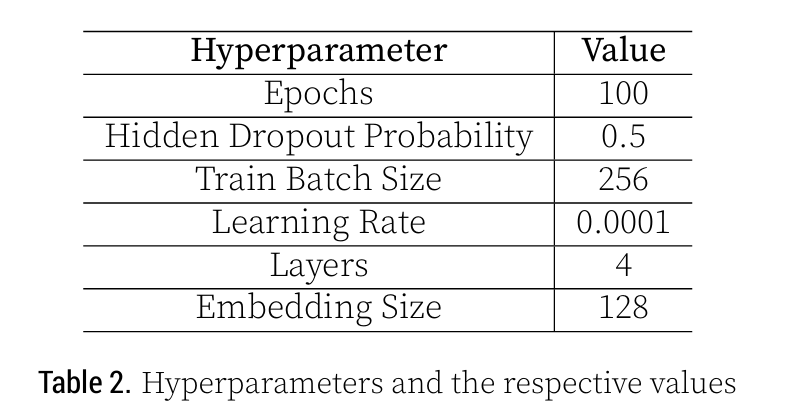 Hyperparameter Value
Epochs 100
Hidden Dropout Probability 0.5
Train Batch Size 256
Learning Rate 0.0001
Layers 4
Embedding Size 128
Table 2. Hyperparameters and the respective values